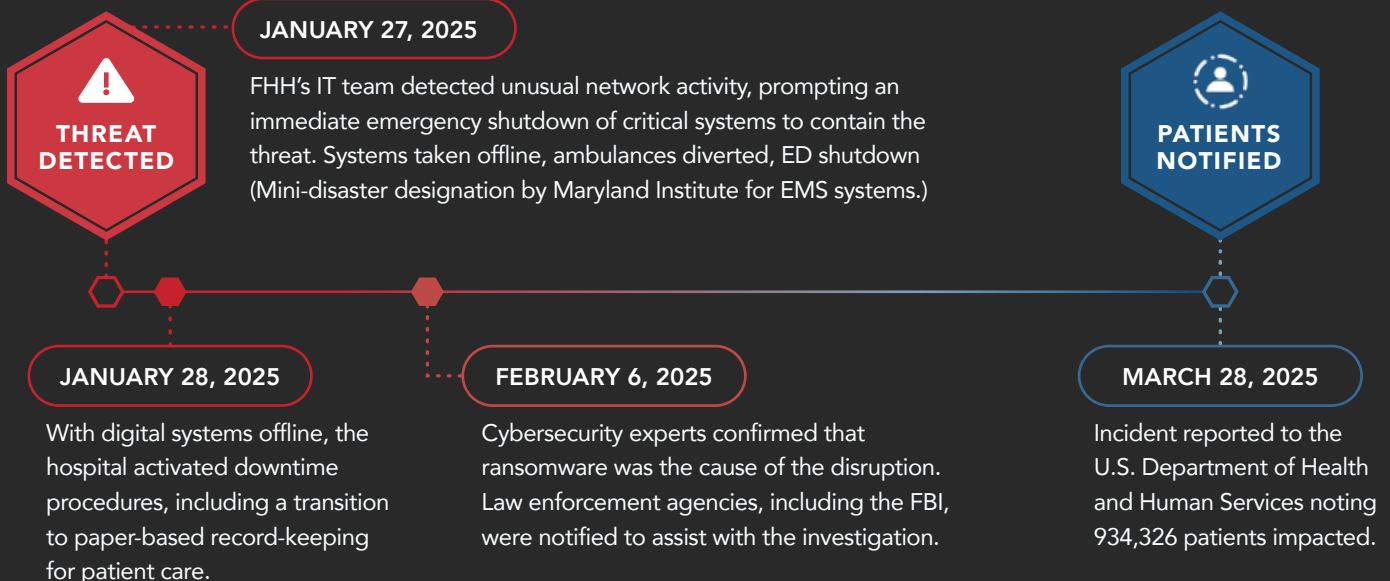 JANUARY 27, 2025
THREAT
DETECTED
FHH’s IT team detected unusual network activity, prompting an
immediate emergency shutdown of critical systems to contain the
threat. Systems taken offline, ambulances diverted, ED shutdown
(Mini-disaster designation by Maryland Institute for EMS systems.)
PATIENTS
NOTIFIED
JANUARY 28, 2025
With digital systems offline, the
hospital activated downtime
procedures, including a transition
to paper-based record-keeping
for patient care.
FEBRUARY 6, 2025
Cybersecurity experts confirmed that
ransomware was the cause of the disruption.
Law enforcement agencies, including the FBI,
were notified to assist with the investigation.
MARCH 28, 2025
Incident reported to the
U.S. Department of Health
and Human Services noting
934,326 patients impacted.